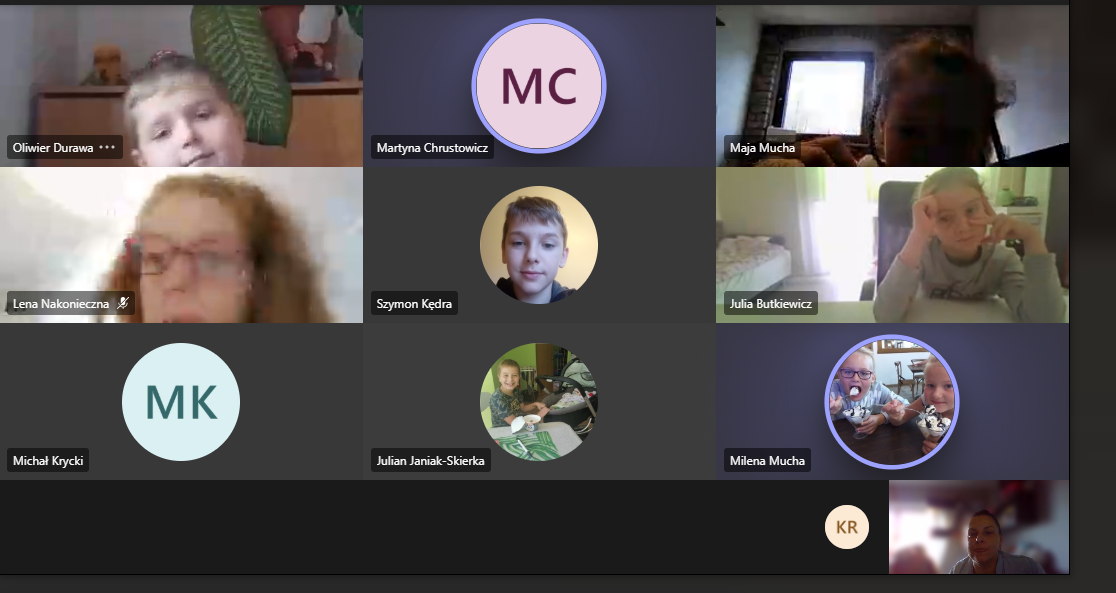 MC
Oliwier Durawa •••
Martyna Chrustowicz
Maja Mucha
Lena Nakonieczna
Szymon Kędra
Julia Butkiewicz
MK
Michał Krycki
Julian Janiak-Skierka
Milena Mucha
KR